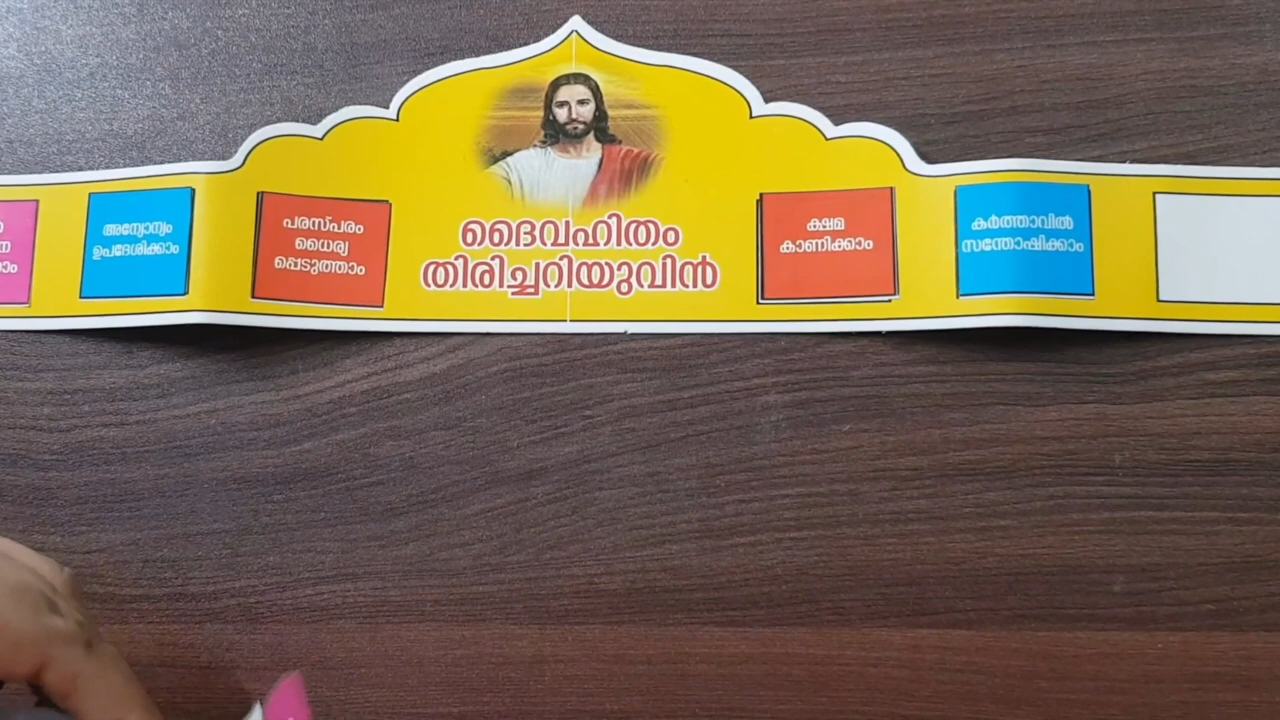 അന്യോന്യം
ഉപദേശിക്കാം
പരസ്പരം
ധൈര്യ
പ്പെടുത്താം
ദൈവഹിതം
തിരിച്ചറിയുവിൻ
ക്ഷമ
കാണിക്കാം
കർത്താവിൽ
സന്തോഷിക്കാം